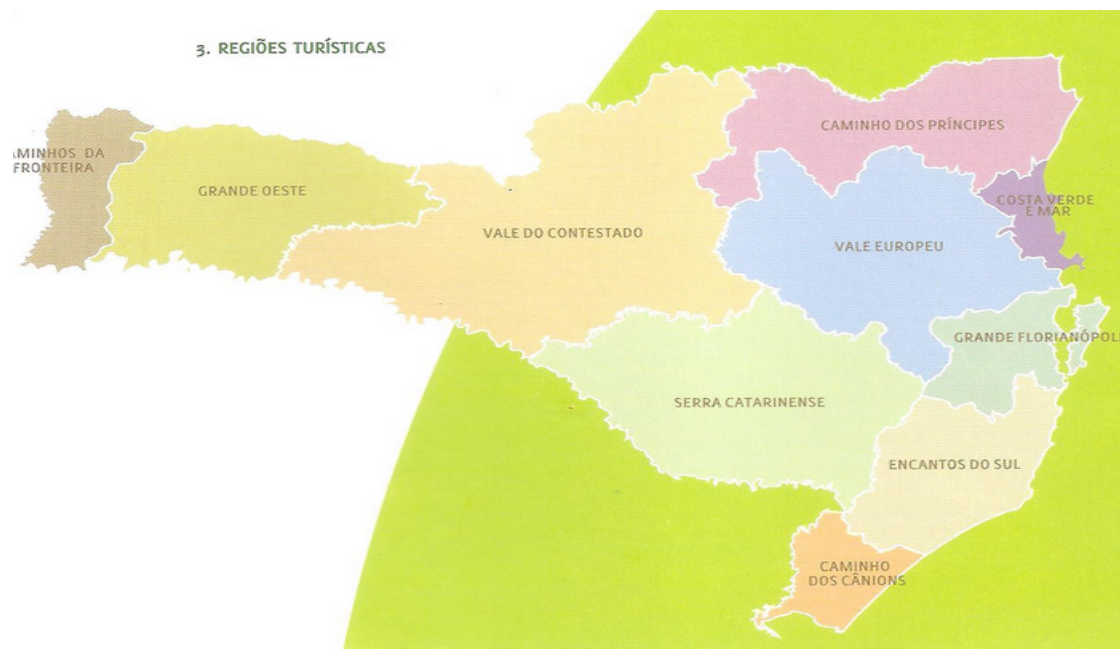 3. REGIÕES TURÍSTICAS
AMINHOS DA
FRONTEIRA
GRANDE OESTE
VALE DO CONTESTADO
CAMINHO DOS PRÍNCIPES
COSTA VERDE
E MAR
VALE EUROPEU
GRANDE FLORIANÓPOLI
SERRA CATARINENSE
ENCANTOS DO SUL
CAMINHO
DOS CÂNIONS